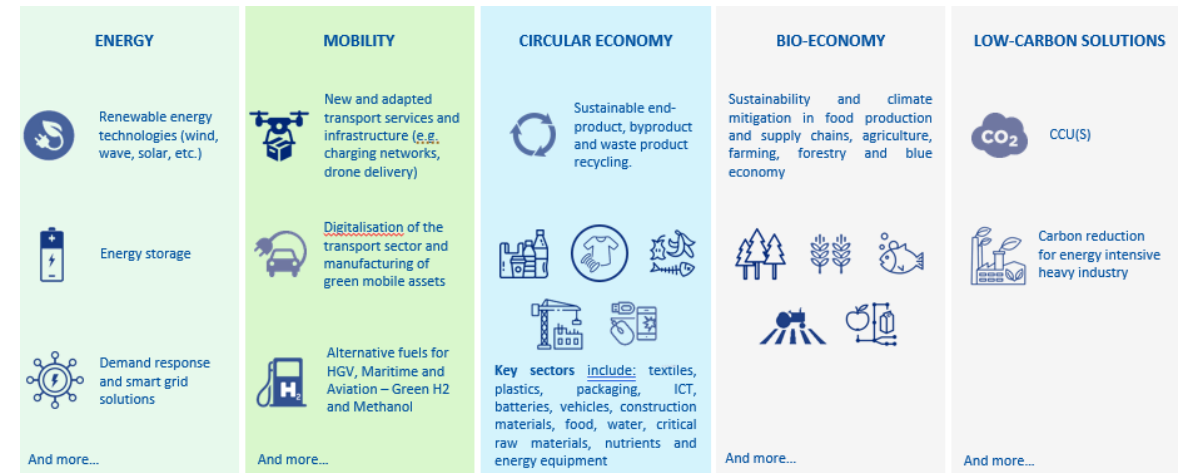 ENERGY
Renewable energy
technologies (wind,
wave, solar, etc.)
Energy storage
Demand response
and smart grid
solutions
And more...
MOBILITY
New and adapted
transport services and
infrastructure (e.g.
charging networks,
drone delivery)
Digitalisation of the
transport sector and
manufacturing of
green mobile assets
H2
Alternative fuels for
HGV, Maritime and
Aviation – Green H2
and Methanol
And more...
CIRCULAR ECONOMY
Sustainable end-
product, byproduct
and waste product
recycling.
Key sectors include: textiles,
plastics, packaging, ICT,
batteries, vehicles, construction
materials, food, water, critical
raw materials, nutrients and
energy equipment
BIO-ECONOMY
Sustainability and climate
mitigation in food production
and supply chains, agriculture,
farming, forestry and blue
economy
And more...
LOW-CARBON SOLUTIONS
CO2
CCU(S)
Carbon reduction
for energy intensive
heavy industry
And more...